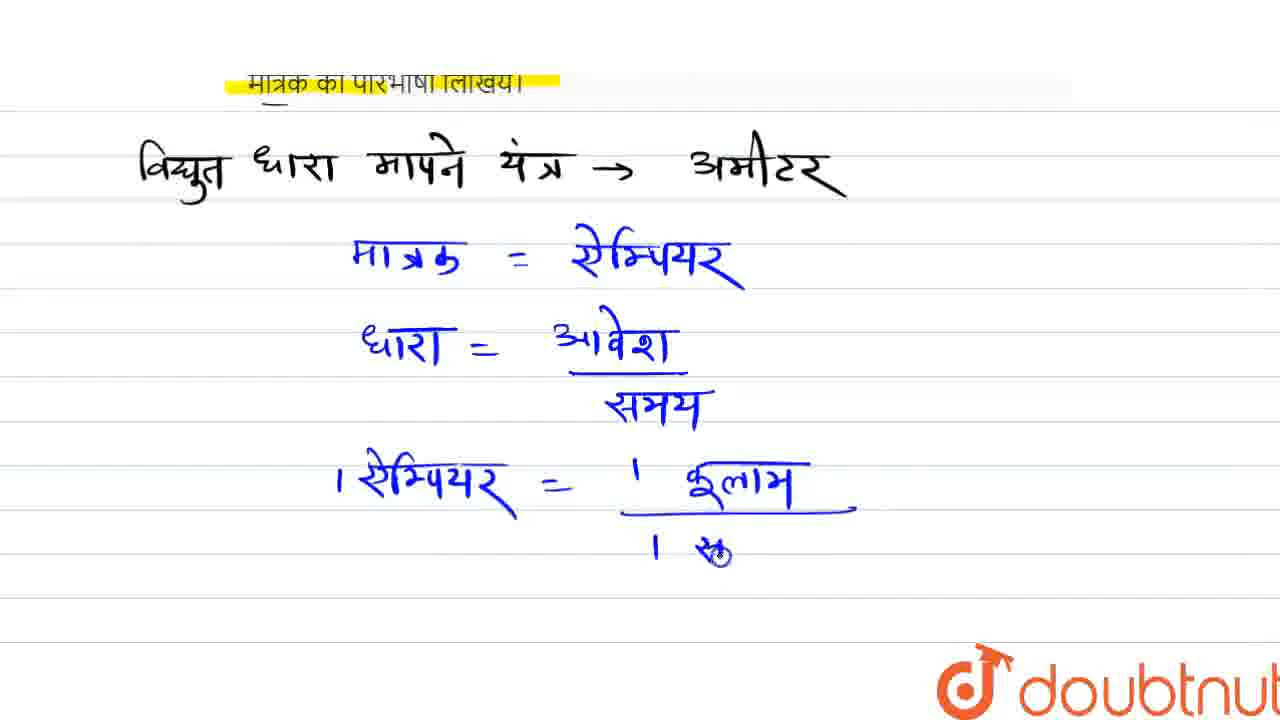 मात्रक की परिभाषा लिखिये।
विद्युत धारा मापने यंत्र → अमीटर
मात्रक = ऐम्पियर
धारा = आवेश
समय
1 ऐम्पियर = 1 कूलाम
1 स
doubtnut